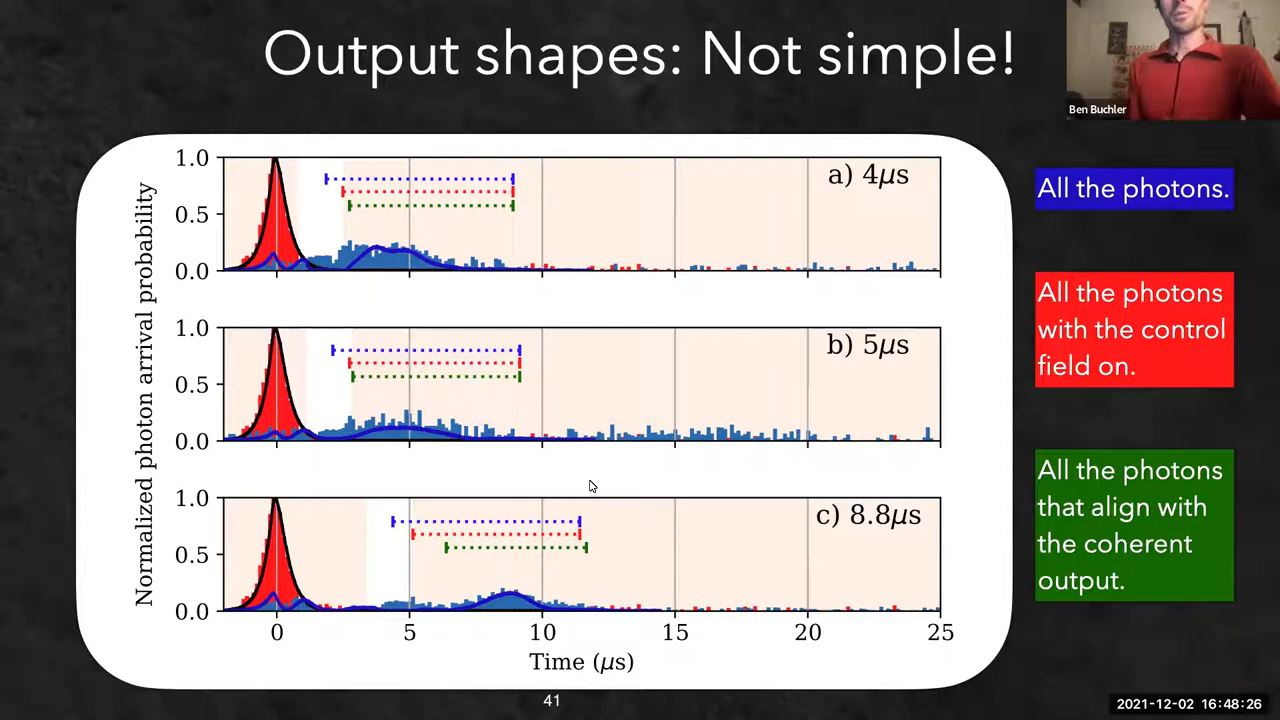 Output shapes: Not simple!
Ben Buchler
Normalized photon arrival probability
1.0
0.5
0.0
a) 4μs
1.0
0.5
0.0
b) 5μs
1.0
0.5
0.0
c) 8.8μs
0
5
10
15
20
25
Time (μs)
All the photons.
All the photons
with the control
field on.
All the photons
that align with
the coherent
output.
41
2021-12-02 16:48:26